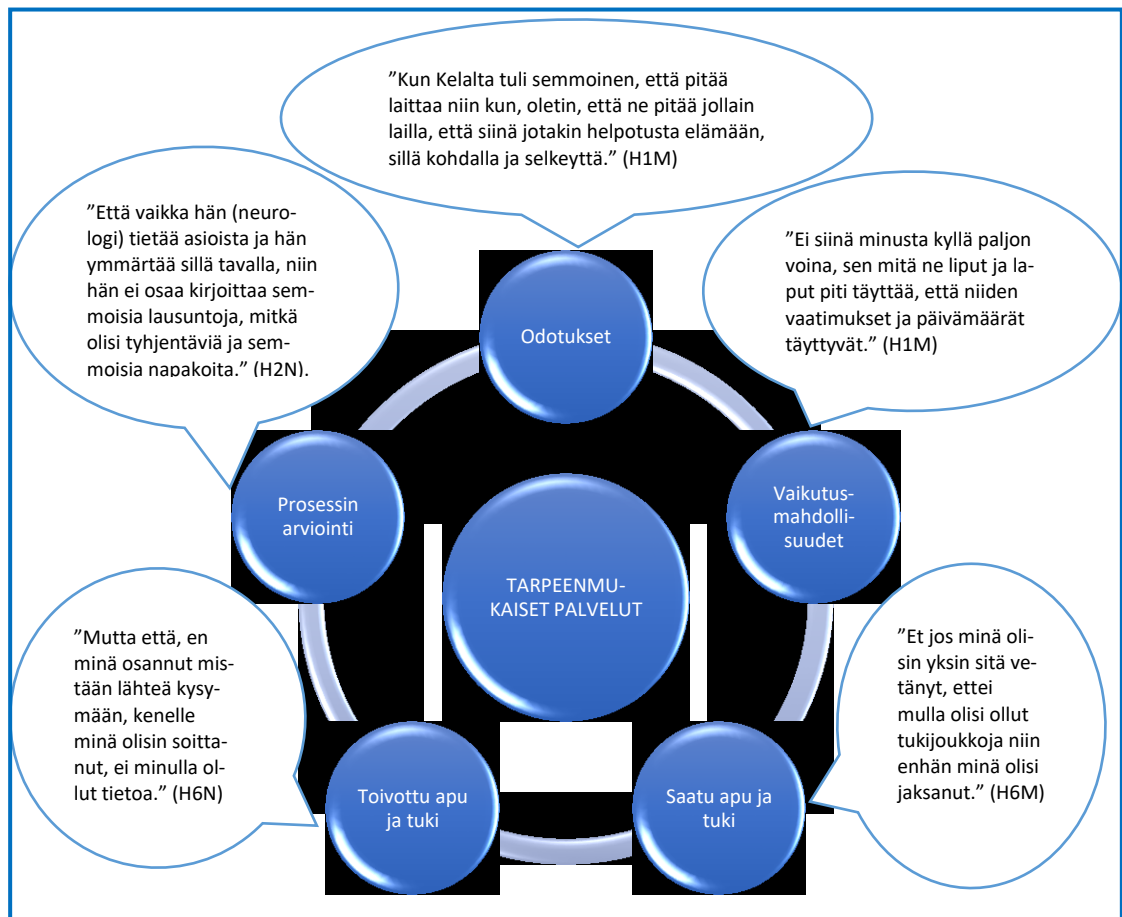 ”Kun Kelalta tuli semmoinen, että pitää
laittaa niin kun, oletin, että ne pitää jollain
lailla, että siinä jotakin helpotusta elämään,
sillä kohdalla ja selkeyttä.” (H1M)
”Että vaikka hän (neuro-
logi) tietää asioista ja hän
ymmärtää sillä tavalla, niin
hän ei osaa kirjoittaa sem-
moisia lausuntoja, mitkä
olisi tyhjentäviä ja sem-
moisia napakoita.” (H2N).
”Ei siinä minusta kyllä paljon
voina, sen mitä ne liput ja la-
put piti täyttää, että niiden
vaatimukset ja päivämäärät
täyttyvät.” (H1M)
Odotukset
Prosessin
arviointi
Vaikutus-
mahdolli-
suudet
TARPEENMU-
KAISET PALVELUT
”Mutta että, en
minä osannut mis-
tään lähteä kysy-
mään, kenelle
minä olisin soitta-
nut, ei minulla ol-
lut tietoa.” (H6N)
”Et jos minä oli-
sin yksin sitä ve-
tänyt, ettei
mulla olisi ollut
tukijoukkoja niin
enhän minä olisi
jaksanut.” (H6M)
Toivottu apu
ja tuki
Saatu apu ja
tuki